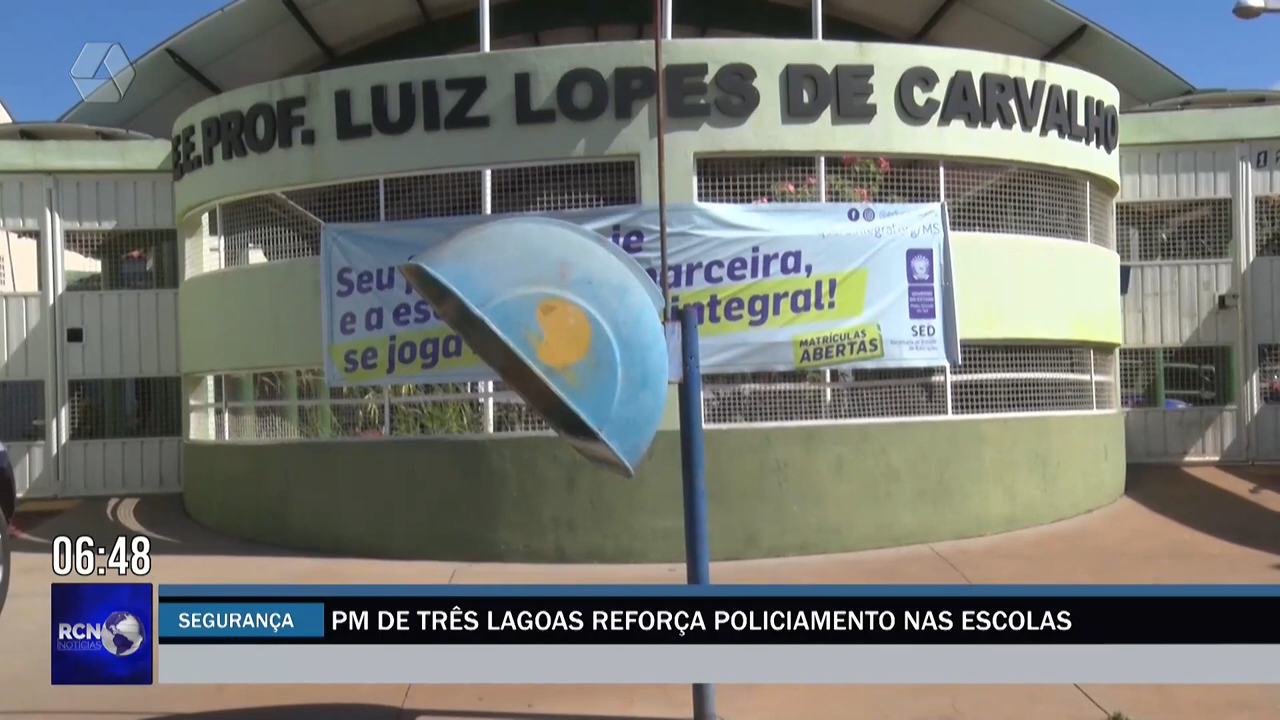 E.E. PROF. LUIZ LOPES DE CARVALHO
Seu
parceira,
e a
integral!
se joga
MATRÍCULAS
ABERTAS
SED
06:48
RCN
NOTÍCIAS
SEGURANÇA
PM DE TRÊS LAGOAS REFORÇA POLICIAMENTO NAS ESCOLAS